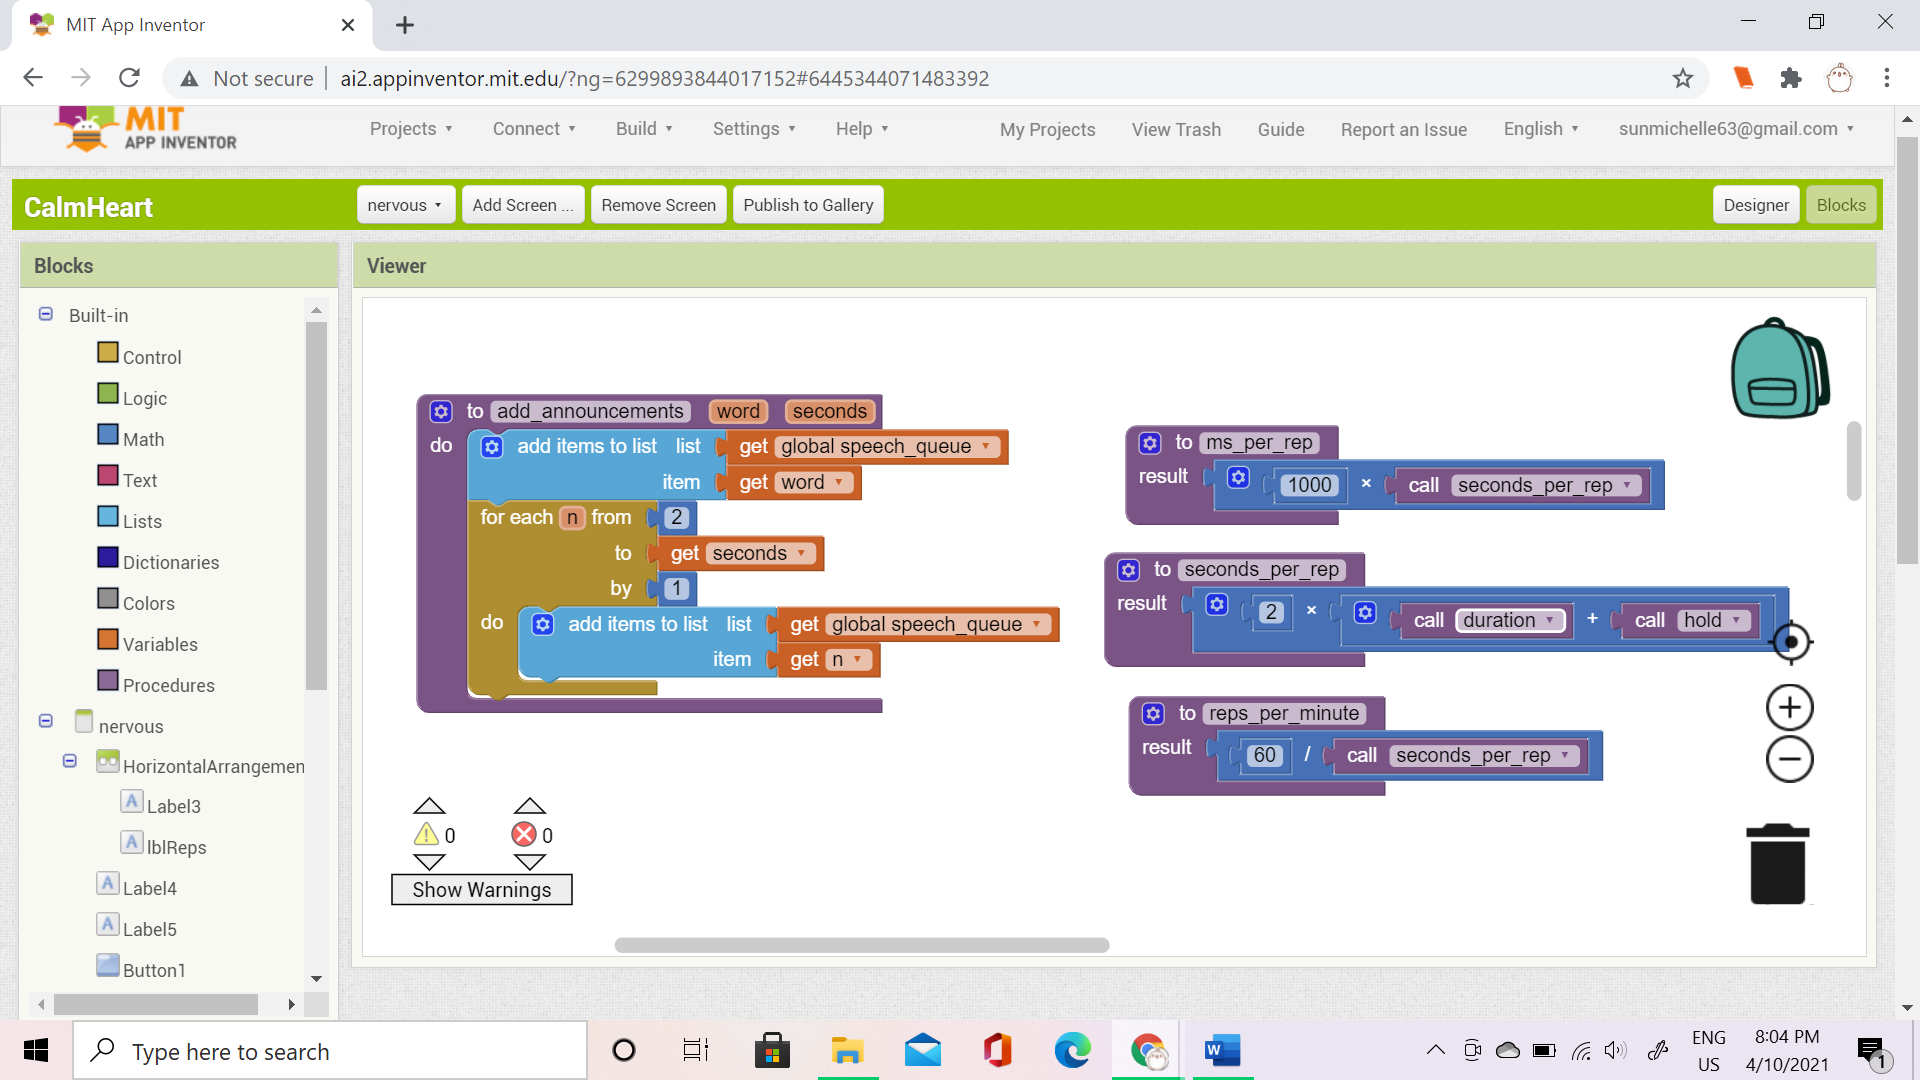 MIT App Inventor
Not secure ai2.appinventor.mit.edu/?ng=6299893844017152#6445344071483392
MIT
APP INVENTOR
Projects Connect Build Settings Help My Projects View Trash Guide Report an Issue English sunmichelle63@gmail.com
CalmHeart nervous Add Screen ... Remove Screen Publish to Gallery Designer Blocks
Blocks
Built-in
Control
Logic
Math
Text
Lists
Dictionaries
Colors
Variables
Procedures
nervous
HorizontalArrangemen
Label3
lblReps
Label4
Label5
Button1
Viewer
to add_announcements word seconds
do add items to list list get global speech_queue
item get word
for each n from 2
to get seconds
by 1
do add items to list list get global speech_queue
item get n
to ms_per_rep
result 1000 × call seconds_per_rep
to seconds_per_rep
result 2 × call duration + call hold
to reps_per_minute
result 60 / call seconds_per_rep
0 0
Show Warnings
Type here to search
W
ENG
US
8:04 PM
4/10/2021
1